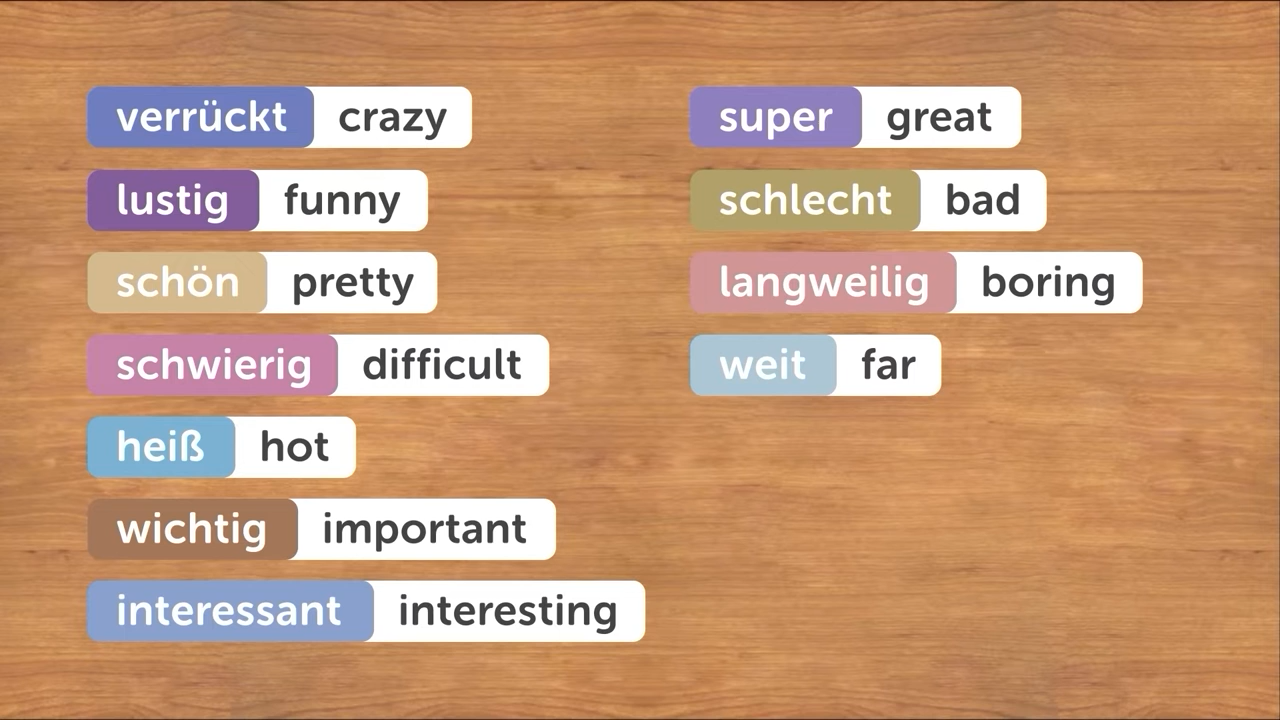 verrückt crazy
lustig funny
schön pretty
schwierig difficult
heiß hot
wichtig important
interessant interesting
super great
schlecht bad
langweilig boring
weit far